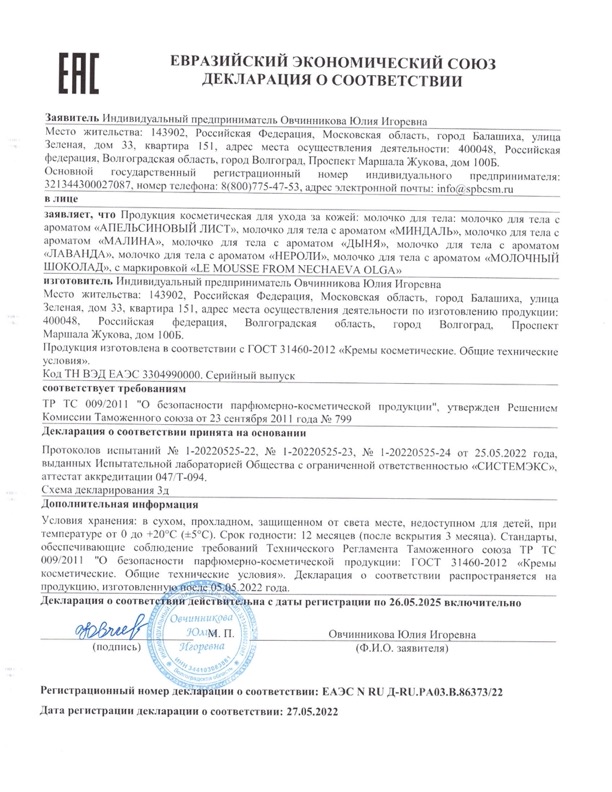 ЕАС
ЕВРАЗИЙСКИЙ ЭКОНОМИЧЕСКИЙ СОЮЗ
ДЕКЛАРАЦИЯ О СООТВЕТСТВИИ
Заявитель Индивидуальный предприниматель Овчинникова Юлия Игоревна
Место жительства: 143902, Российская Федерация, Московская область, город Балашиха, улица
Зеленая, дом 33, квартира 151, адрес места осуществления деятельности: 400048, Российская
федерация, Волгоградская область, город Волгоград, Проспект Маршала Жукова, дом 100Б.
Основной государственный регистрационный номер индивидуального предпринимателя:
321344300027087, номер телефона: 8(800)775-47-53, адрес электронной почты: info@spbcsm.ru
в лице
заявляет, что Продукция косметическая для ухода за кожей: молочко для тела: молочко для тела с
ароматом «АПЕЛЬСИНОВЫЙ ЛИСТ», молочко для тела с ароматом «МИНДАЛЬ», молочко для тела с
ароматом «МАЛИНА», молочко для тела с ароматом «ДЫНЯ», молочко для тела с ароматом
«ЛАВАНДА», молочко для тела с ароматом «НЕРОЛИ», молочко для тела с ароматом «МОЛОЧНЫЙ
ШОКОЛАД», с маркировкой «LE MOUSSE FROM NECHAEVA OLGA»
изготовитель Индивидуальный предприниматель Овчинникова Юлия Игоревна
Место жительства: 143902, Российская Федерация, Московская область, город Балашиха, улица
Зеленая, дом 33, квартира 151, адрес места осуществления деятельности по изготовлению продукции:
400048, Российская федерация, Волгоградская область, город Волгоград, Проспект
Маршала Жукова, дом 100Б.
Продукция изготовлена в соответствии с ГОСТ 31460-2012 «Кремы косметические. Общие технические
условия».
Код ТН ВЭД ЕАЭС 3304990000. Серийный выпуск
соответствует требованиям
ТР ТС 009/2011 "О безопасности парфюмерно-косметической продукции", утвержден Решением
Комиссии Таможенного союза от 23 сентября 2011 года № 799
Декларация о соответствии принята на основании
Протоколов испытаний № 1-20220525-22, № 1-20220525-23, № 1-20220525-24 от 25.05.2022 года,
выданных Испытательной лабораторией Общества с ограниченной ответственностью «СИСТЕМЭКС»,
аттестат аккредитации 047/Т-094.
Схема декларирования 3д
Дополнительная информация
Условия хранения: в сухом, прохладном, защищенном от света месте, недоступном для детей, при
температуре от 0 до +20°С (±5°С). Срок годности: 12 месяцев (после вскрытия 3 месяца). Стандарты,
обеспечивающие соблюдение требований Технического Регламента Таможенного союза ТР ТС
009/2011 "О безопасности парфюмерно-косметической продукции: ГОСТ 31460-2012 «Кремы
косметические. Общие технические условия». Декларация о соответствии распространяется на
продукцию, изготовленную после 05.05.2022 года.
Декларация о соответствии действительна с даты регистрации по 26.05.2025 включительно
Овчинникова
Юлия
Игоревна
М. П.
Овчинникова Юлия Игоревна
(подпись)
(Ф.И.О. заявителя)
Регистрационный номер декларации о соответствии: ЕАЭС N RU Д-RU.РА03.В.86373/22
Дата регистрации декларации о соответствии: 27.05.2022